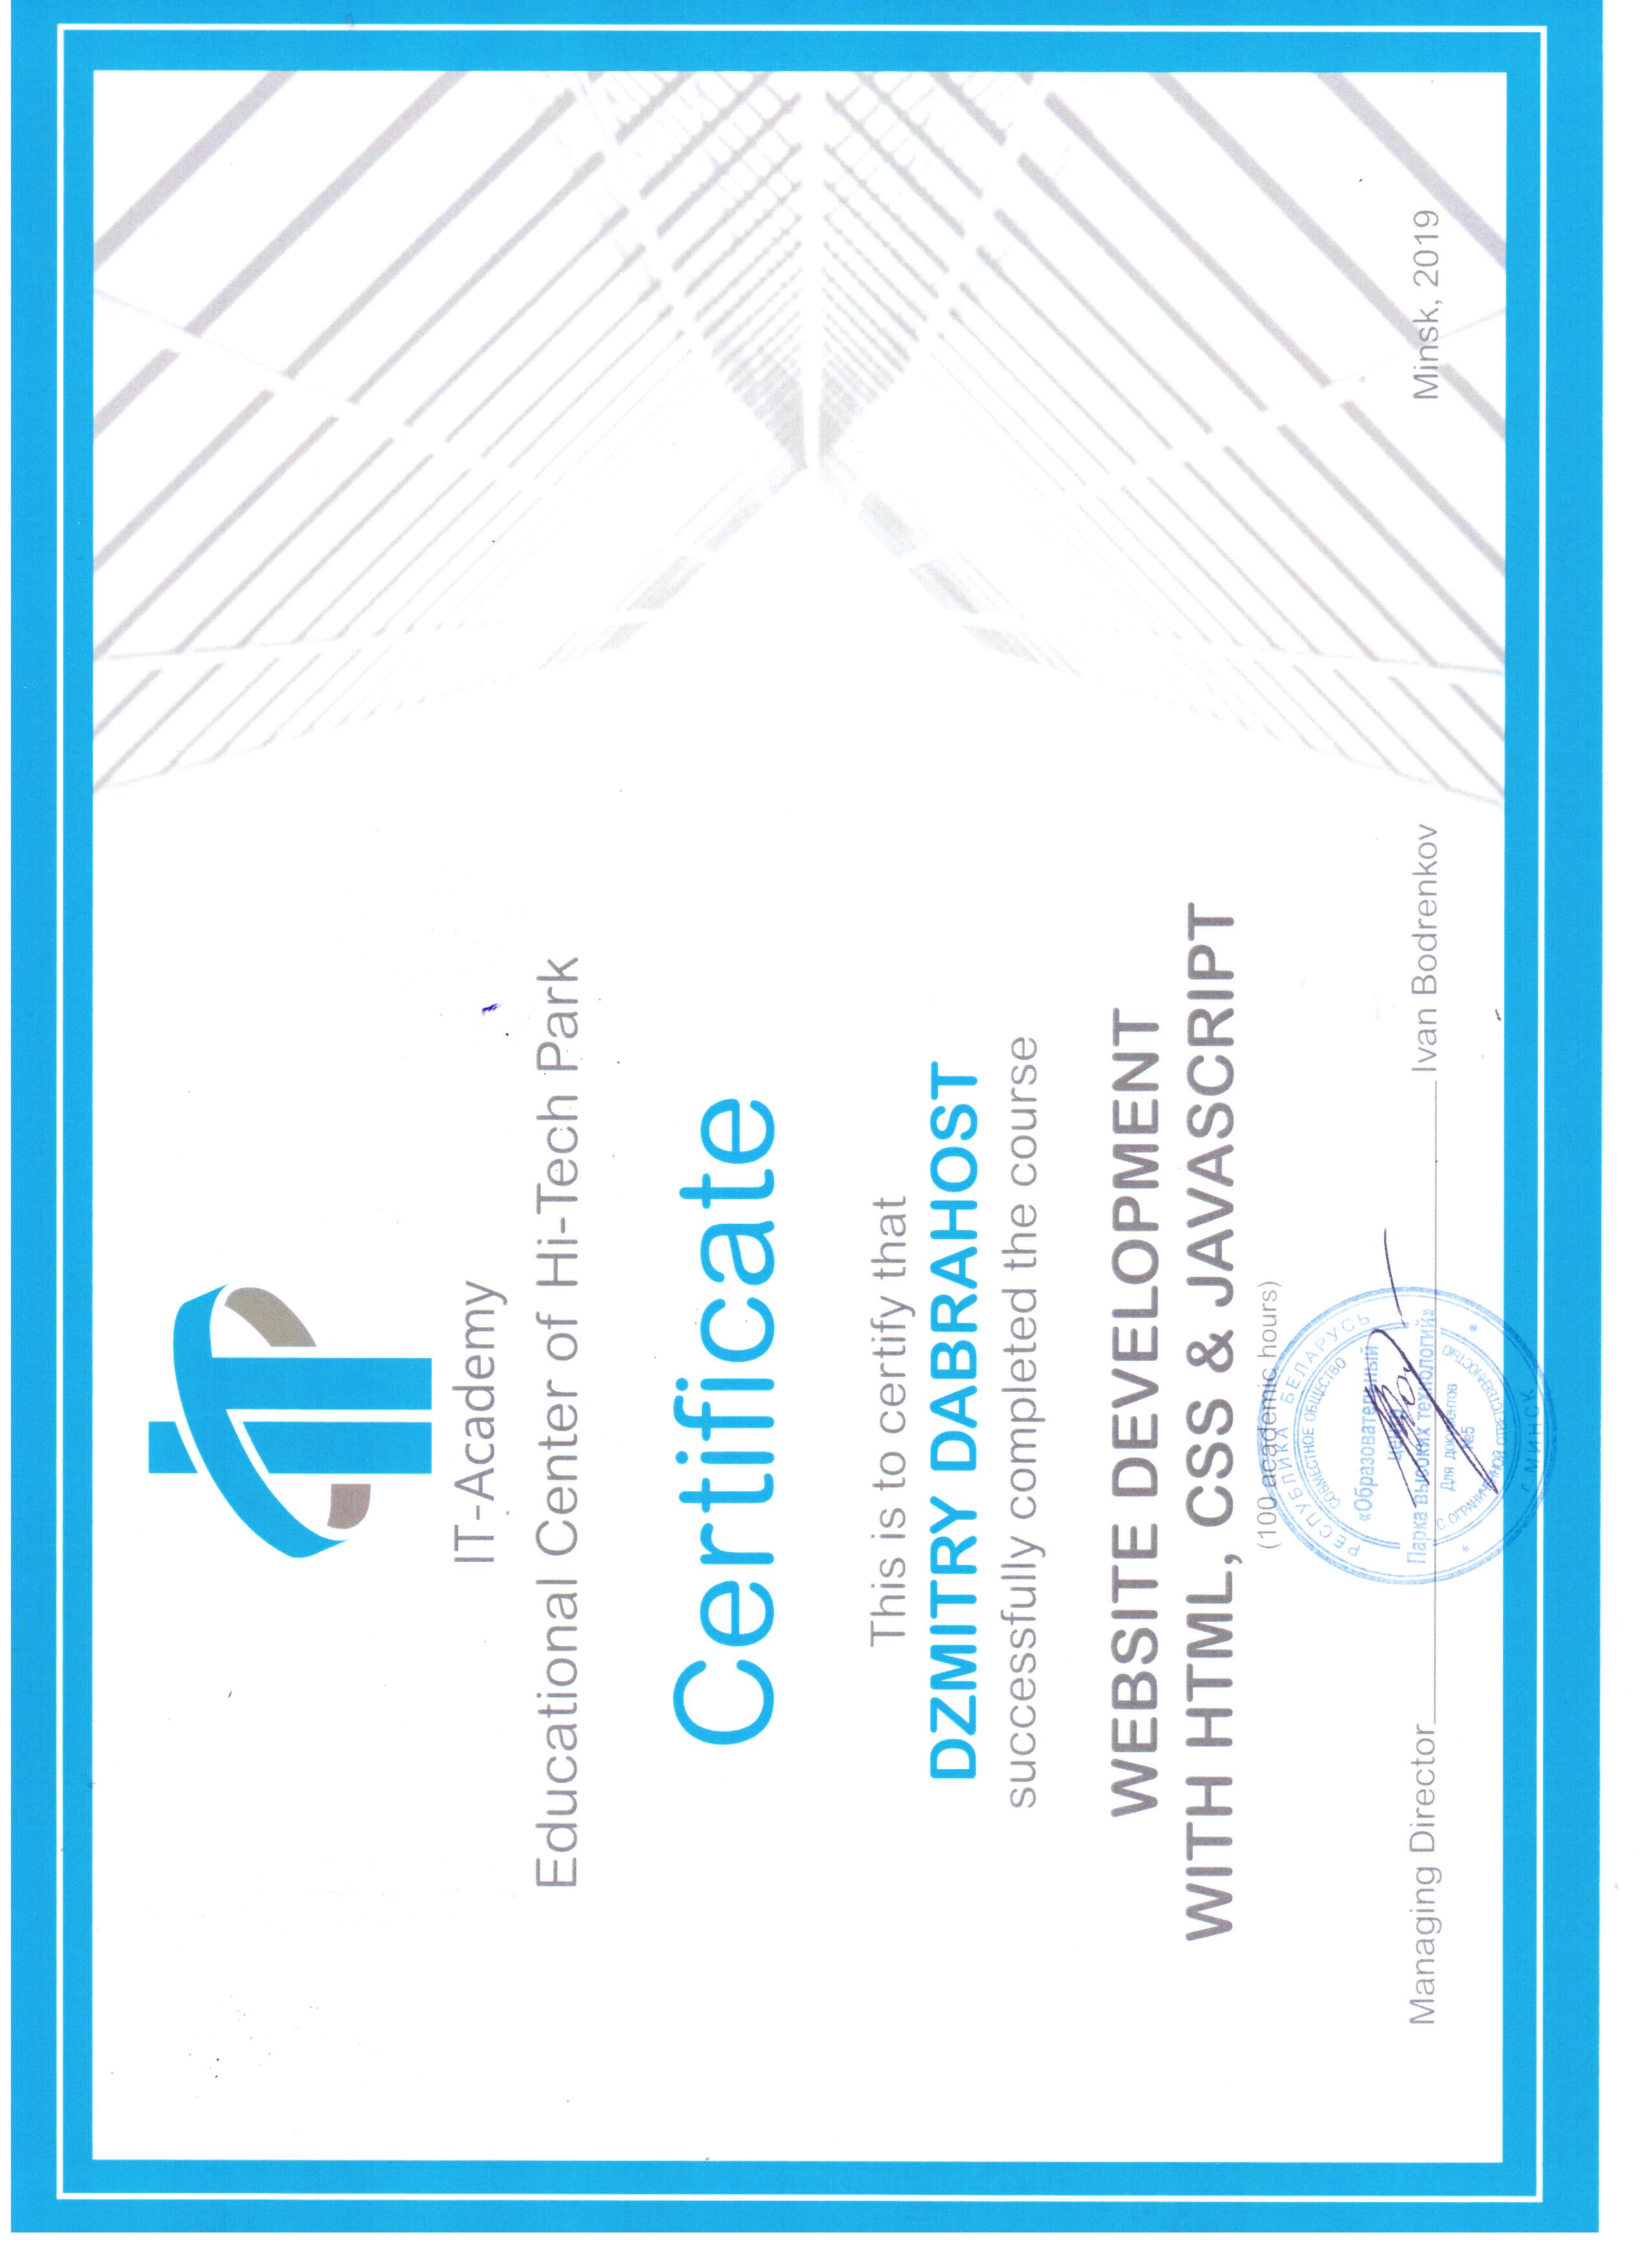 IT
IT-Academy
Educational Center of Hi-Tech Park
Certificate
This is to certify that
DZMITRY DABRAHOST
successfully completed the course
WEBSITE DEVELOPMENT
WITH HTML, CSS & JAVASCRIPT
(100 academic hours)
РЕСПУБЛИКА БЕЛАРУСЬ
СОВМЕСТНОЕ ОБЩЕСТВО
«Образовательный
центр
Парка высоких технологий»
Для документов
№5
С ОГРАНИЧЕННОЙ ОТВЕТСТВЕННОСТЬЮ
г. МИНСК
Managing Director Ivan Bodrenkov
Minsk, 2019